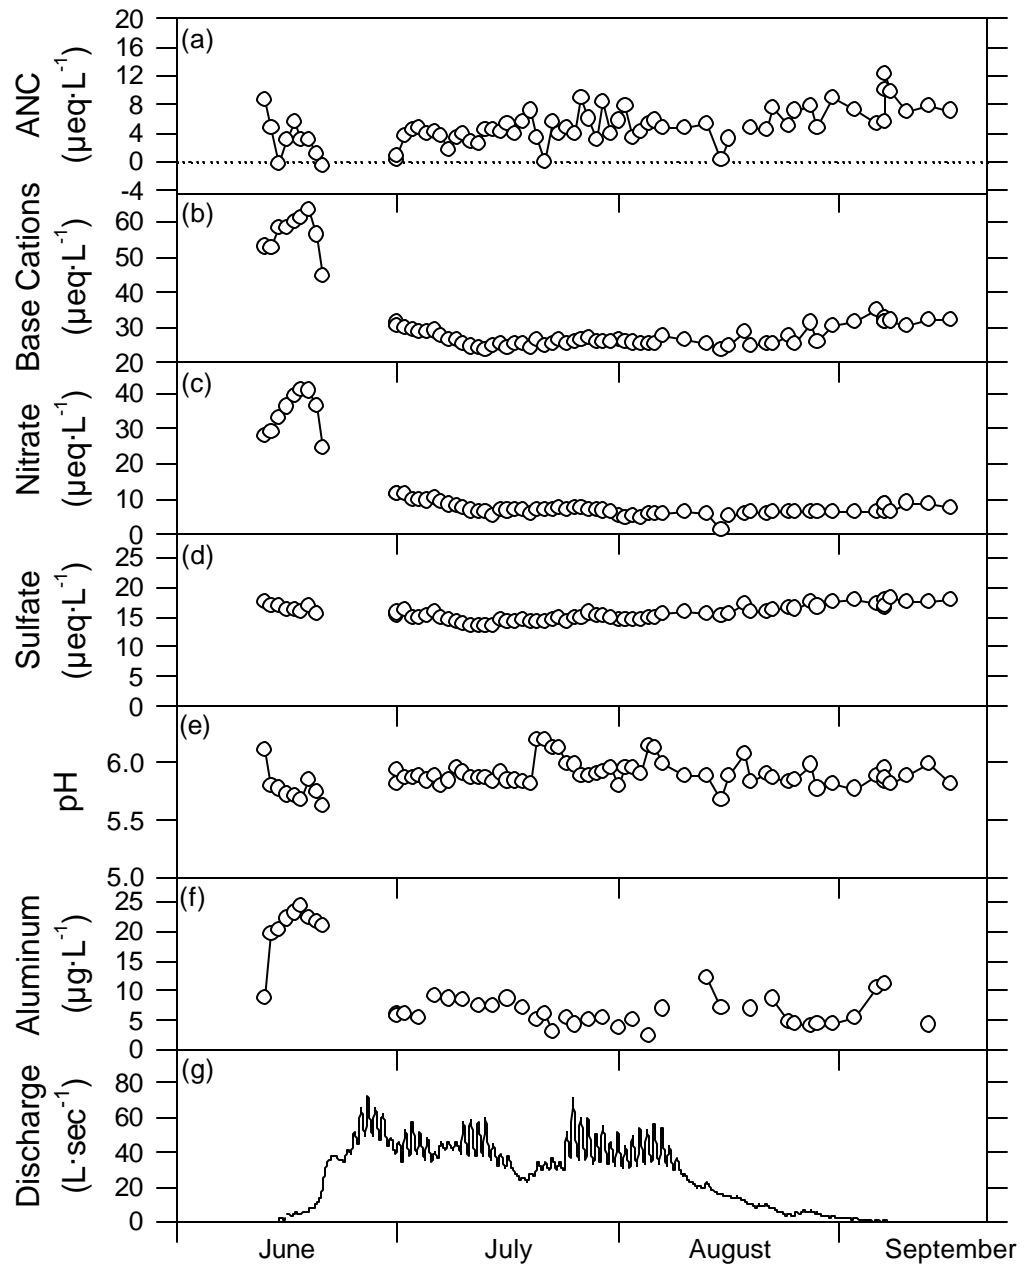 (a)
ANC
(µeq·L⁻¹)
20
16
12
8
4
0
-4
(b)
Base Cations
(µeq·L⁻¹)
60
50
40
30
20
(c)
Nitrate
(µeq·L⁻¹)
40
30
20
10
0
(d)
Sulfate
(µeq·L⁻¹)
25
20
15
10
5
0
(e)
pH
6.0
5.5
5.0
(f)
Aluminum
(µg·L⁻¹)
25
20
15
10
5
0
(g)
Discharge
(L·sec⁻¹)
80
60
40
20
0
June July August September